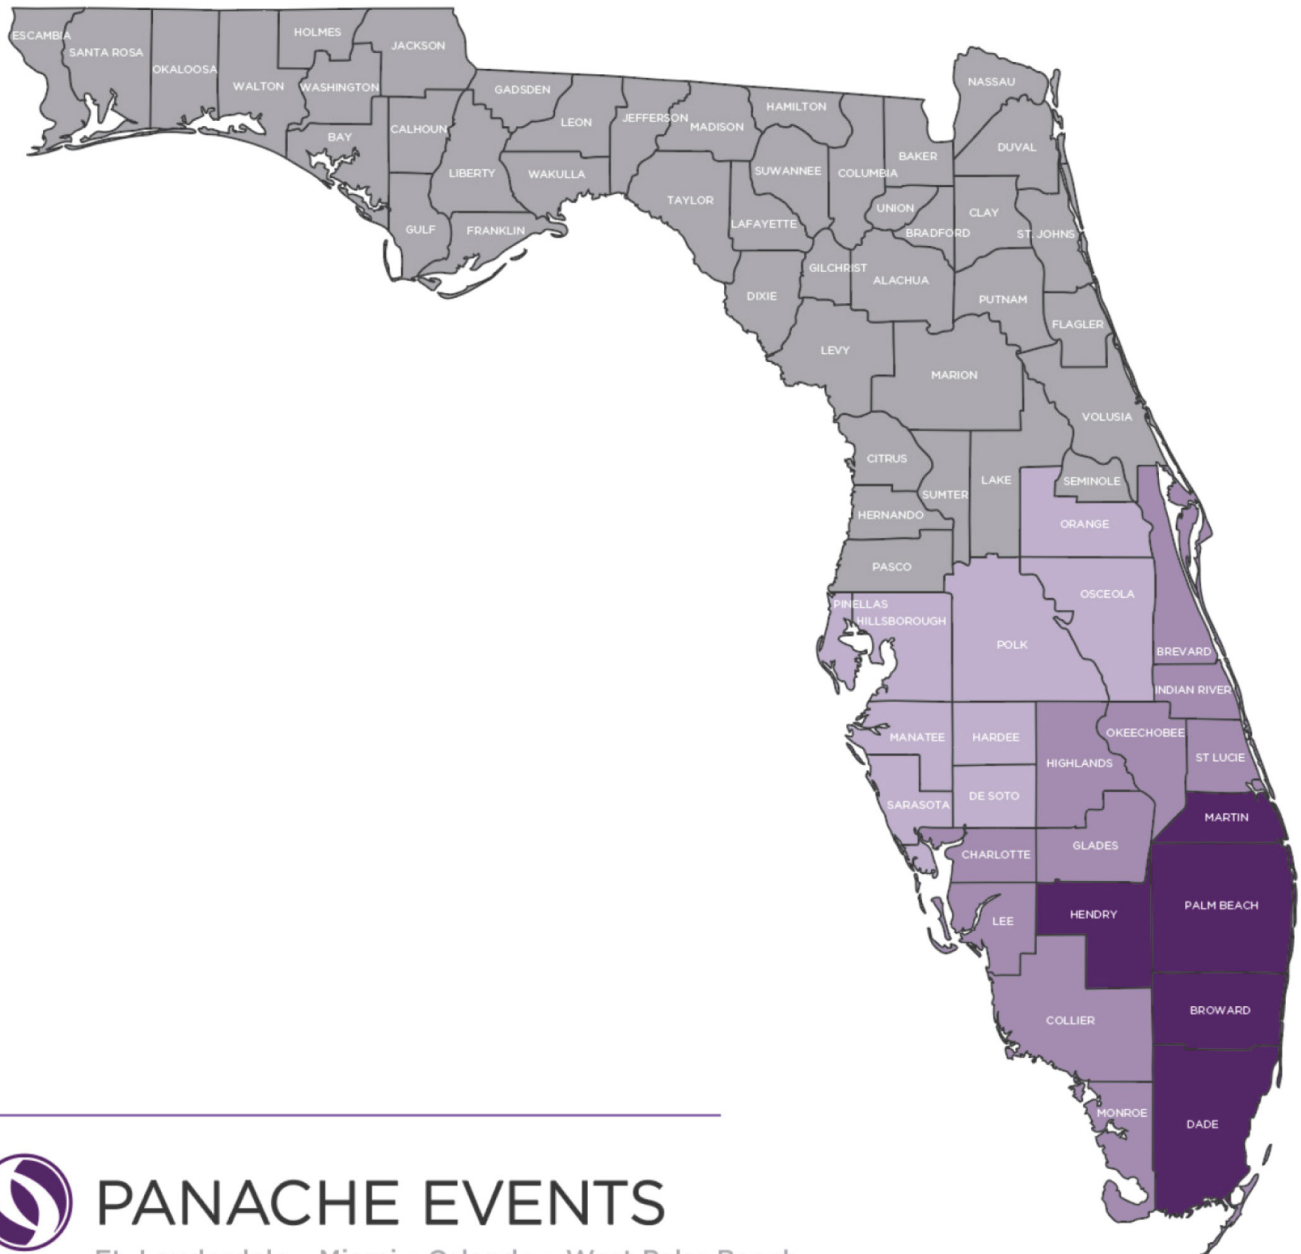 ESCAMBIA
SANTA ROSA
OKALOOSA
WALTON
HOLMES
WASHINGTON
JACKSON
BAY
CALHOUN
GULF
GADSDEN
LIBERTY
FRANKLIN
LEON
WAKULLA
JEFFERSON
MADISON
TAYLOR
HAMILTON
SUWANNEE
LAFAYETTE
DIXIE
COLUMBIA
GILCHRIST
BAKER
UNION
BRADFORD
ALACHUA
NASSAU
DUVAL
CLAY
ST. JOHNS
PUTNAM
FLAGLER
LEVY
MARION
VOLUSIA
CITRUS
SUMTER
LAKE
SEMINOLE
HERNANDO
ORANGE
PASCO
PINELLAS
HILLSBOROUGH
POLK
OSCEOLA
BREVARD
INDIAN RIVER
MANATEE
HARDEE
HIGHLANDS
OKEECHOBEE
ST LUCIE
SARASOTA
DE SOTO
MARTIN
CHARLOTTE
GLADES
LEE
HENDRY
PALM BEACH
COLLIER
BROWARD
MONROE
DADE
PANACHE EVENTS